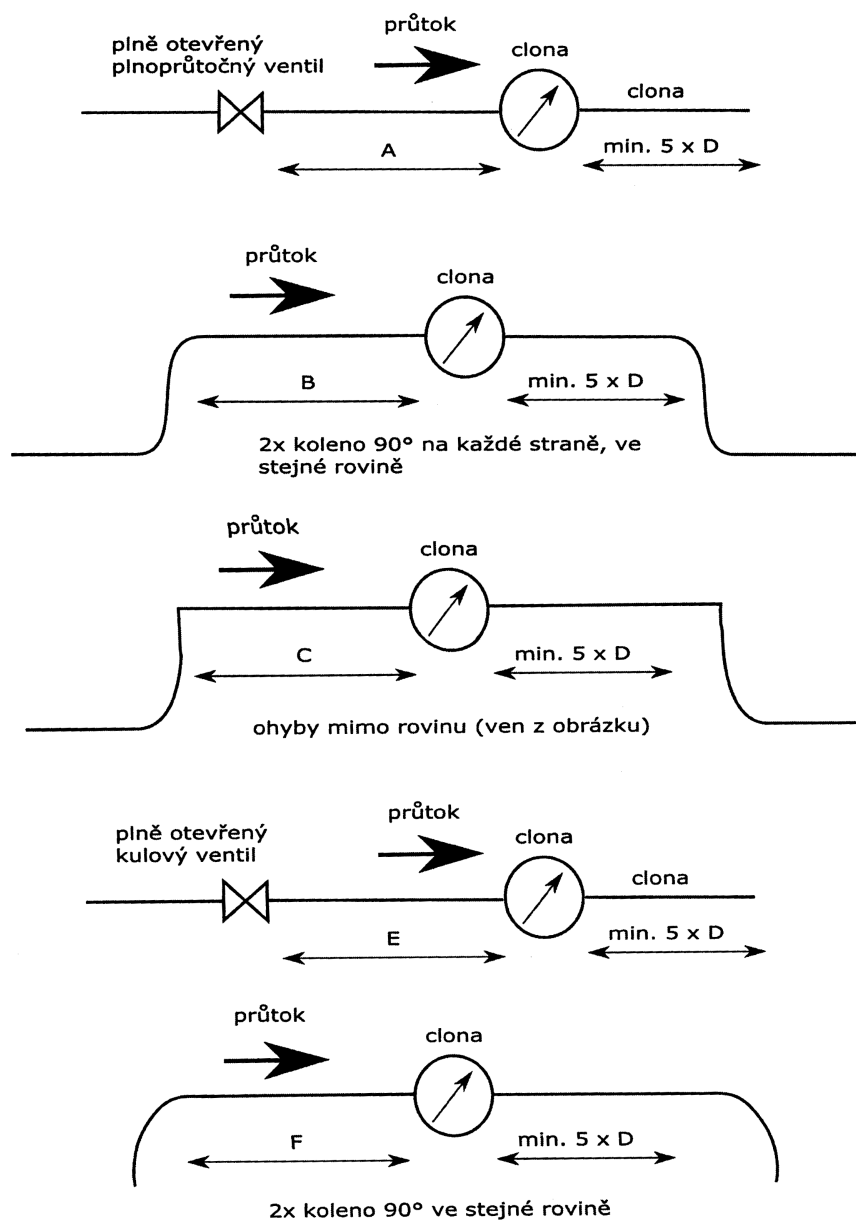 průtok
plně otevřený
plnoprůtočný ventil
clona
clona
A
min. 5 x D
průtok
clona
B
min. 5 x D
2x koleno 90° na každé straně, ve
stejné rovině
průtok
clona
C
min. 5 x D
ohyby mimo rovinu (ven z obrázku)
průtok
plně otevřený
kulový ventil
clona
clona
E
min. 5 x D
průtok
clona
F
min. 5 x D
2x koleno 90° ve stejné rovině